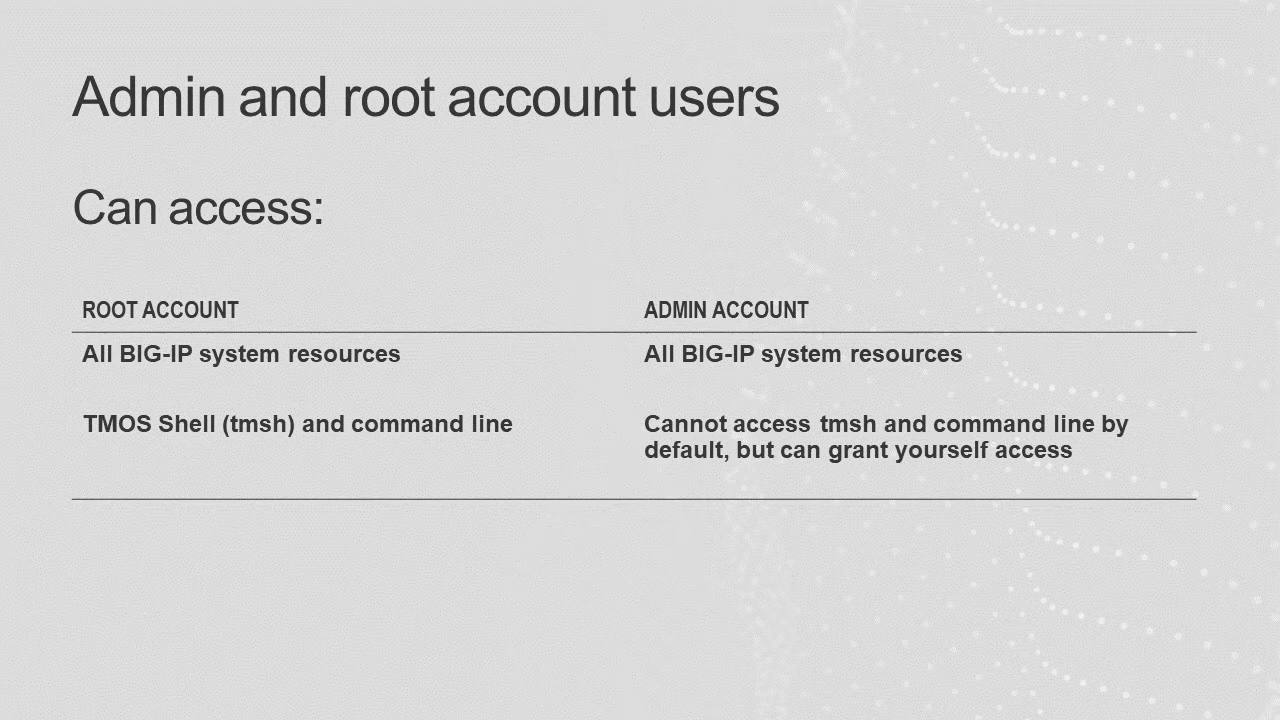 Admin and root account users
Can access:
ROOT ACCOUNT
ADMIN ACCOUNT
All BIG-IP system resources
All BIG-IP system resources
TMOS Shell (tmsh) and command line
Cannot access tmsh and command line by
default, but can grant yourself access